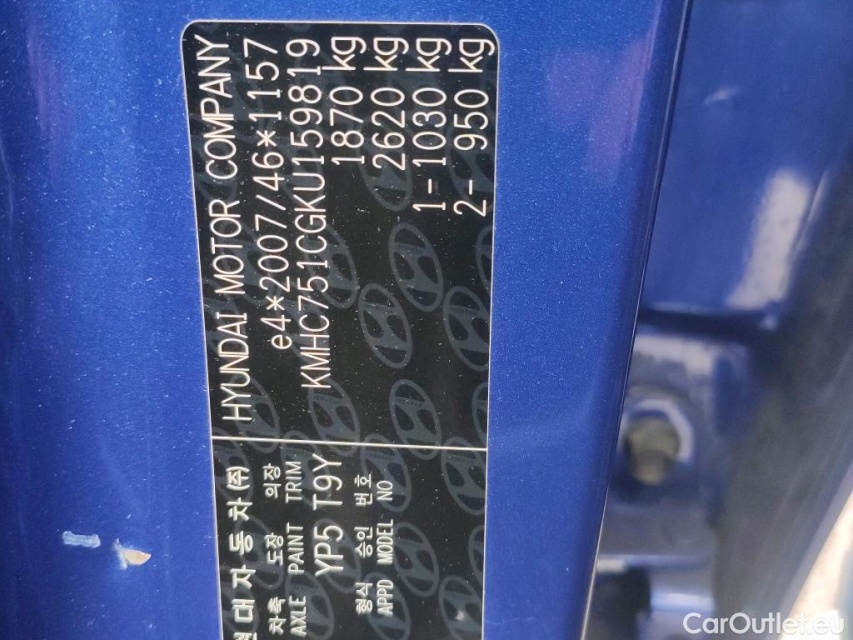 HYUNDAI MOTOR COMPANY
e4*2007/46*1157
KMHC751CGKU159819
1870 kg
2620 kg
1- 1030 kg
2- 950 kg
대자동차(주)
차축 도장 의장
AXLE PAINT TRIM
YP5 T9Y
형식 승인 번호
APPD MODEL NO
CarOutlet.eu